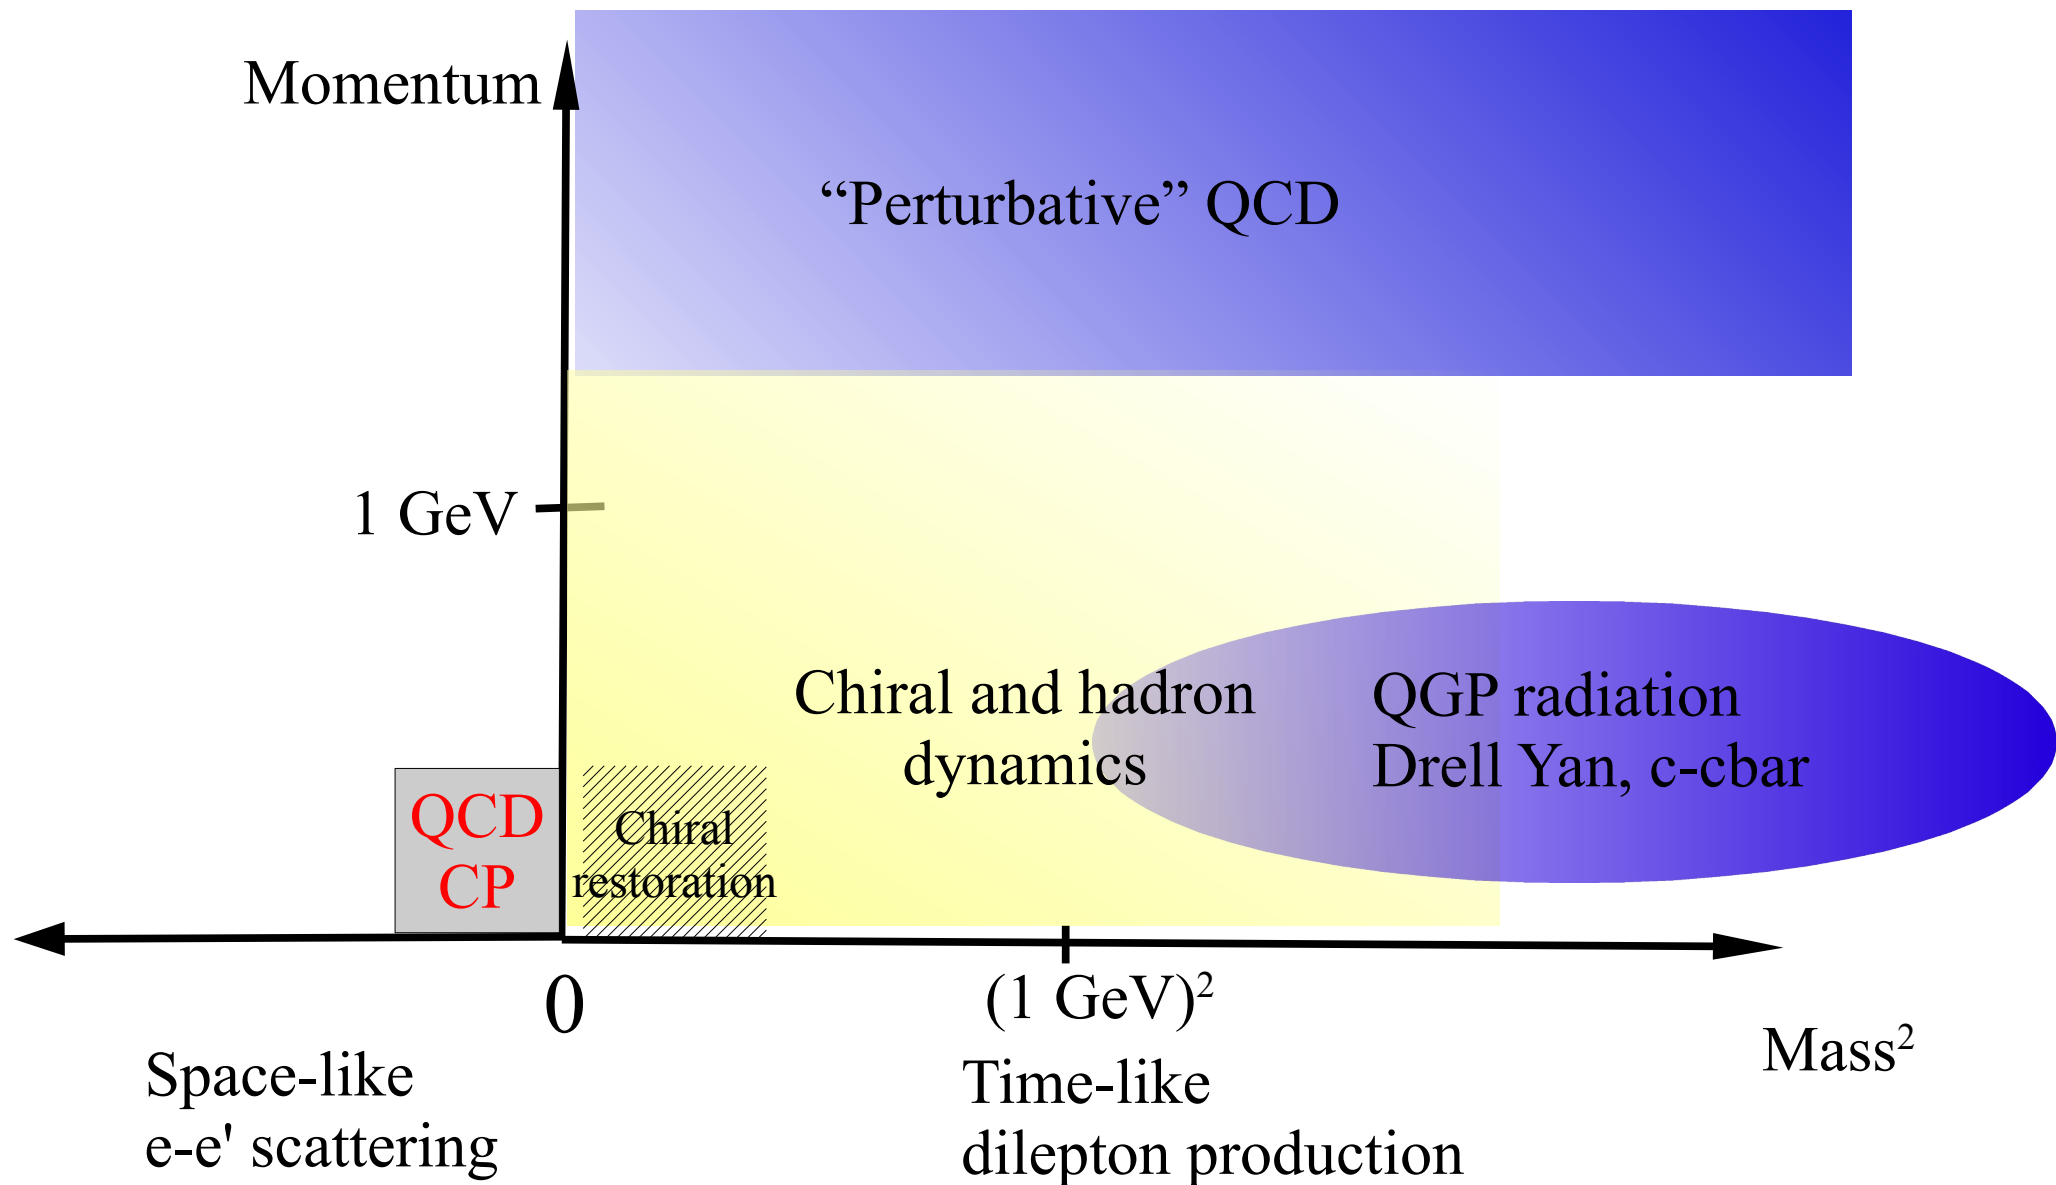 Momentum
“Perturbative” QCD
1 GeV
Chiral and hadron
dynamics
QGP radiation
Drell Yan, c-cbar
QCD
CP
Chiral
restoration
0
(1 GeV)²
Mass²
Space-like
e-e' scattering
Time-like
dilepton production